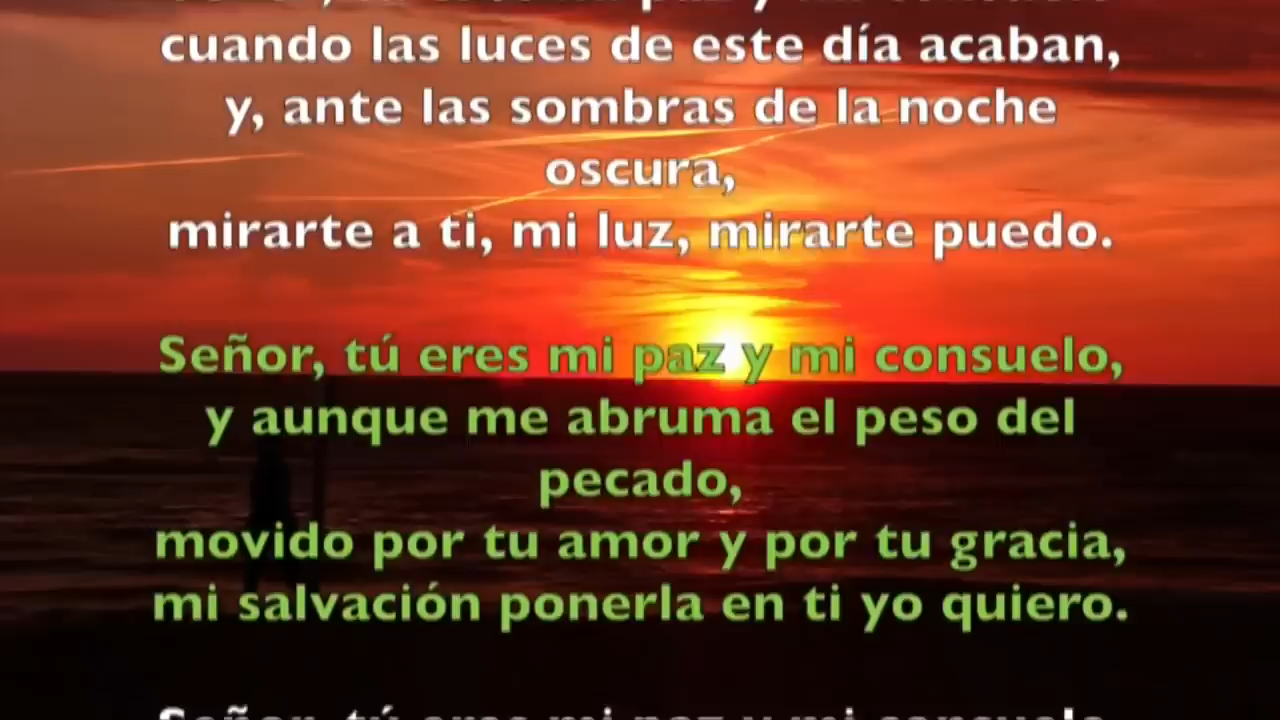 cuando las luces de este día acaban,
y, ante las sombras de la noche
oscura,
mirarte a ti, mi luz, mirarte puedo.
Señor, tú eres mi paz y mi consuelo,
y aunque me abruma el peso del
pecado,
movido por tu amor y por tu gracia,
mi salvación ponerla en ti yo quiero.